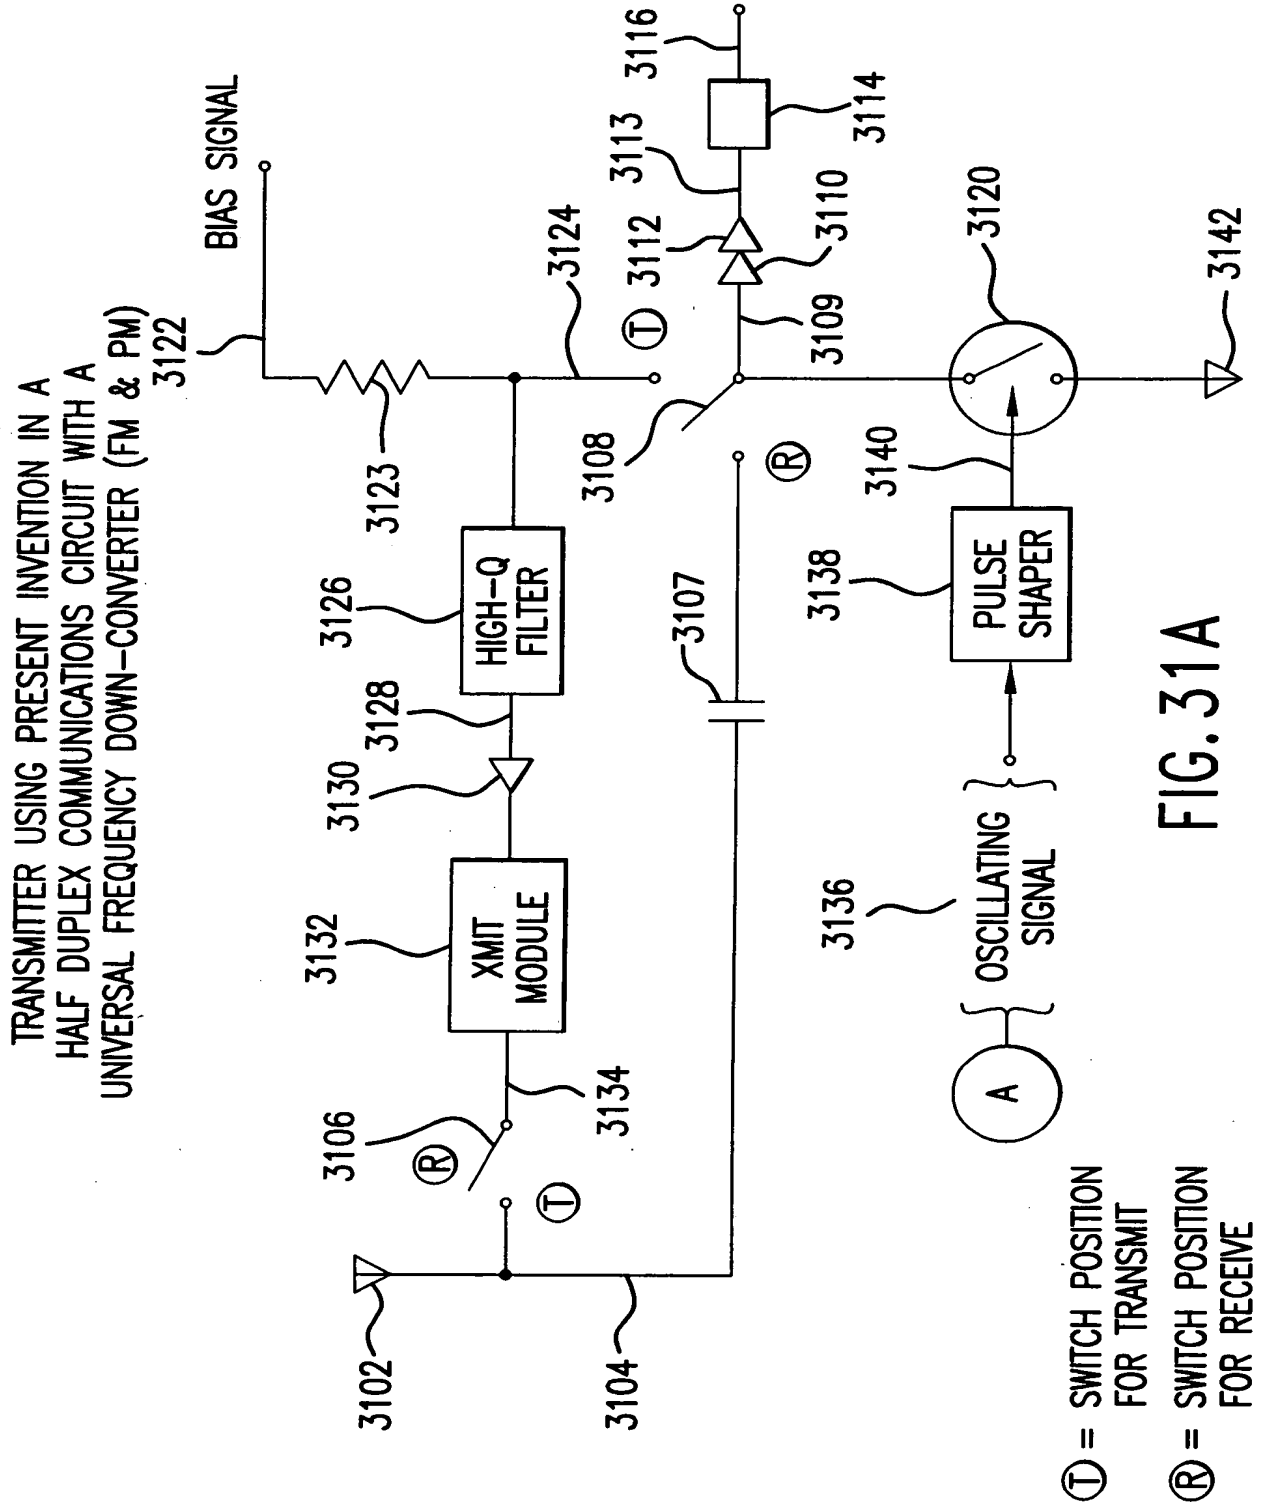 TRANSMITTER USING PRESENT INVENTION IN A
HALF DUPLEX COMMUNICATIONS CIRCUIT WITH A
UNIVERSAL FREQUENCY DOWN-CONVERTER (FM & PM)
3122
BIAS SIGNAL
3102
3106
R
T
3132
XMIT
MODULE
3134
3130
3128
3126
HIGH-Q
FILTER
3123
3124
T
3108
R
3104
3107
3112
3113
3116
3109
3110
3114
3136
A
OSCILLATING
SIGNAL
3138
PULSE
SHAPER
3140
3120
3142
T = SWITCH POSITION
FOR TRANSMIT
R = SWITCH POSITION
FOR RECEIVE
FIG.31A